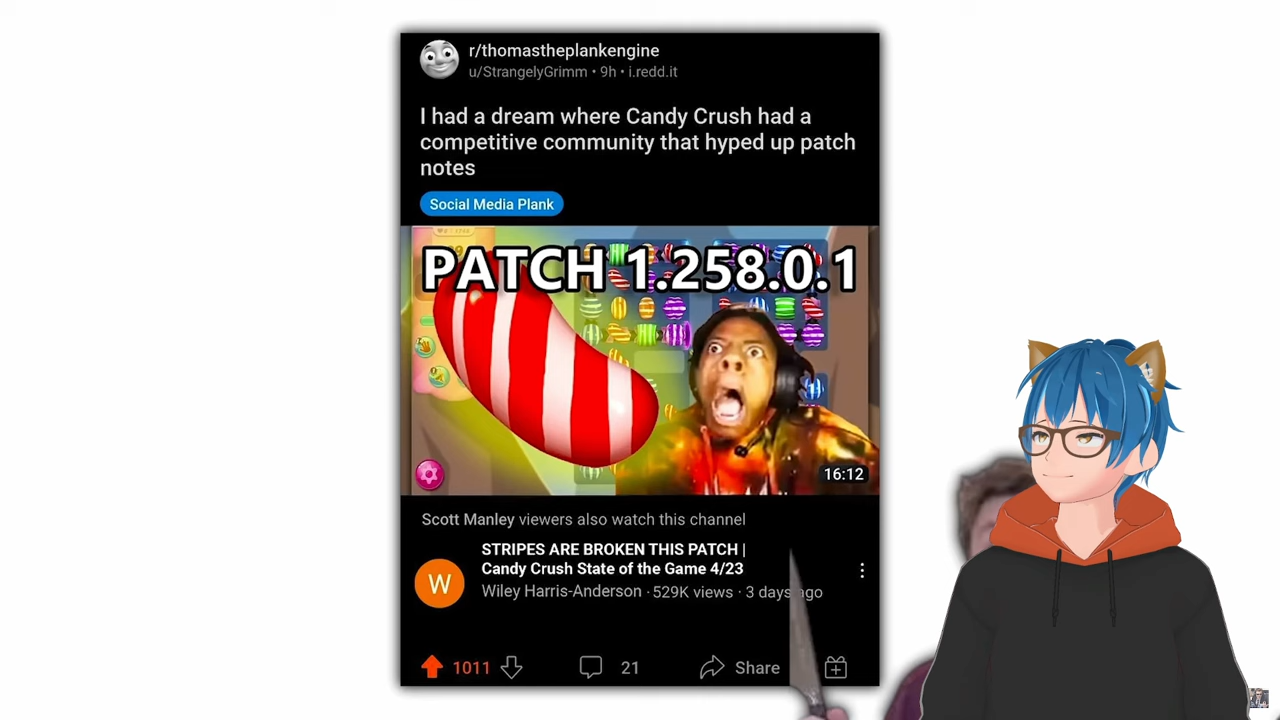 r/thomastheplankengine
u/StrangelyGrimm • 9h • i.redd.it
I had a dream where Candy Crush had a
competitive community that hyped up patch
notes
Social Media Plank
PATCH 1.258.0.1
16:12
Scott Manley viewers also watch this channel
STRIPES ARE BROKEN THIS PATCH |
Candy Crush State of the Game 4/23
W
Wiley Harris-Anderson · 529K views · 3 days ago
1011
21
Share